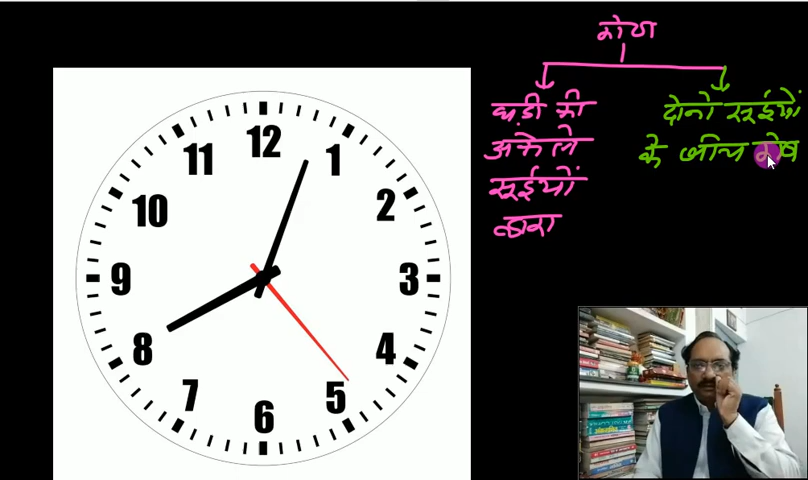 कोण
घड़ी की
अकेले
सूईयों
द्वारा
दोनो सूईयों
के बीच
12
11
1
10
2
9
3
8
4
7
5
6